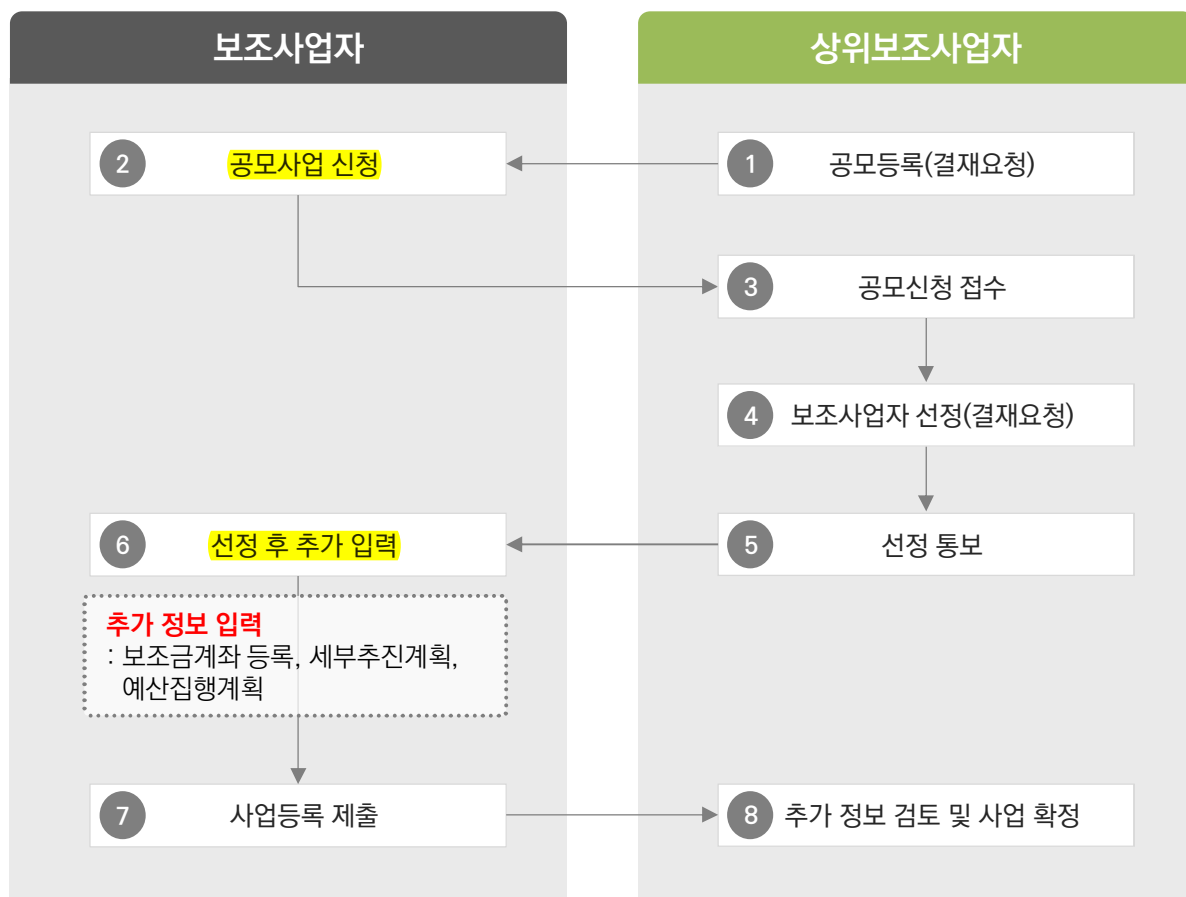 보조사업자
상위보조사업자
2 공모사업 신청
1 공모등록(결재요청)
3 공모신청 접수
4 보조사업자 선정(결재요청)
6 선정 후 추가 입력
5 선정 통보
추가 정보 입력
: 보조금계좌 등록, 세부추진계획,
예산집행계획
7 사업등록 제출
8 추가 정보 검토 및 사업 확정